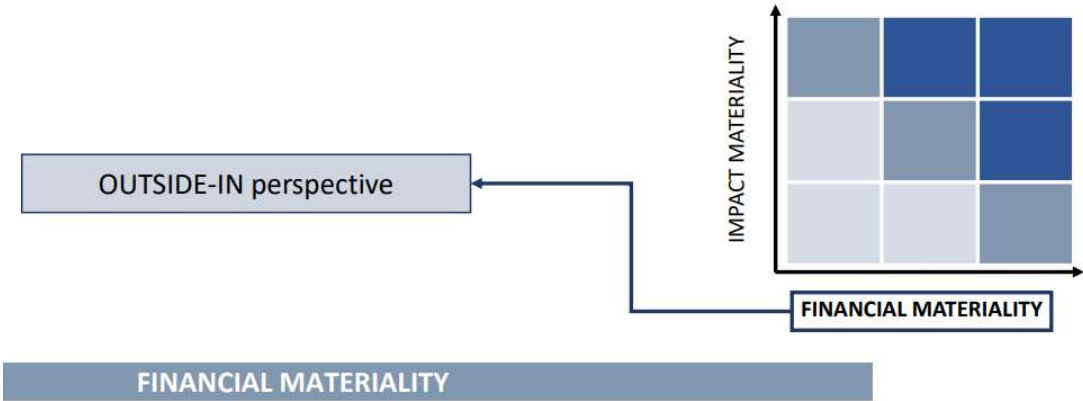 IMPACT MATERIALITY
OUTSIDE-IN perspective
FINANCIAL MATERIALITY
FINANCIAL MATERIALITY